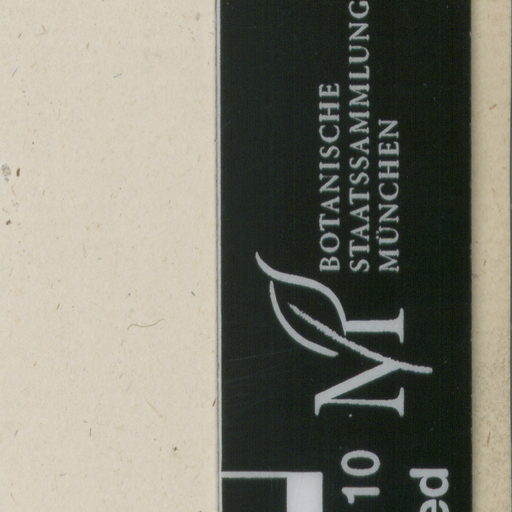 BOTANISCHE
STAATSSAMMLUNG
MÜNCHEN
10